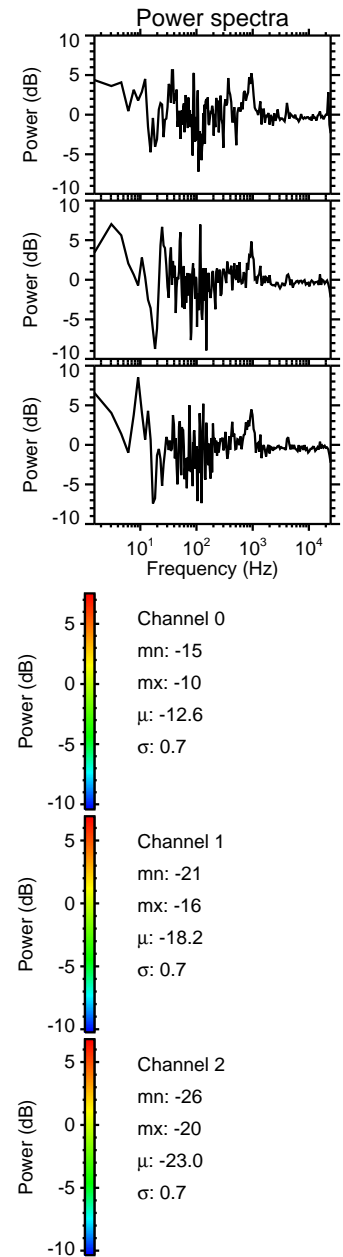 Power spectra
10
5
0
-5
-10
Power (dB)
10
5
0
-5
-10
Power (dB)
10
5
0
-5
-10
Power (dB)
10¹ 10² 10³ 10⁴
Frequency (Hz)
5
0
-5
-10
Power (dB)
Channel 0
mn: -15
mx: -10
μ: -12.6
σ: 0.7
5
0
-5
-10
Power (dB)
Channel 1
mn: -21
mx: -16
μ: -18.2
σ: 0.7
5
0
-5
-10
Power (dB)
Channel 2
mn: -26
mx: -20
μ: -23.0
σ: 0.7